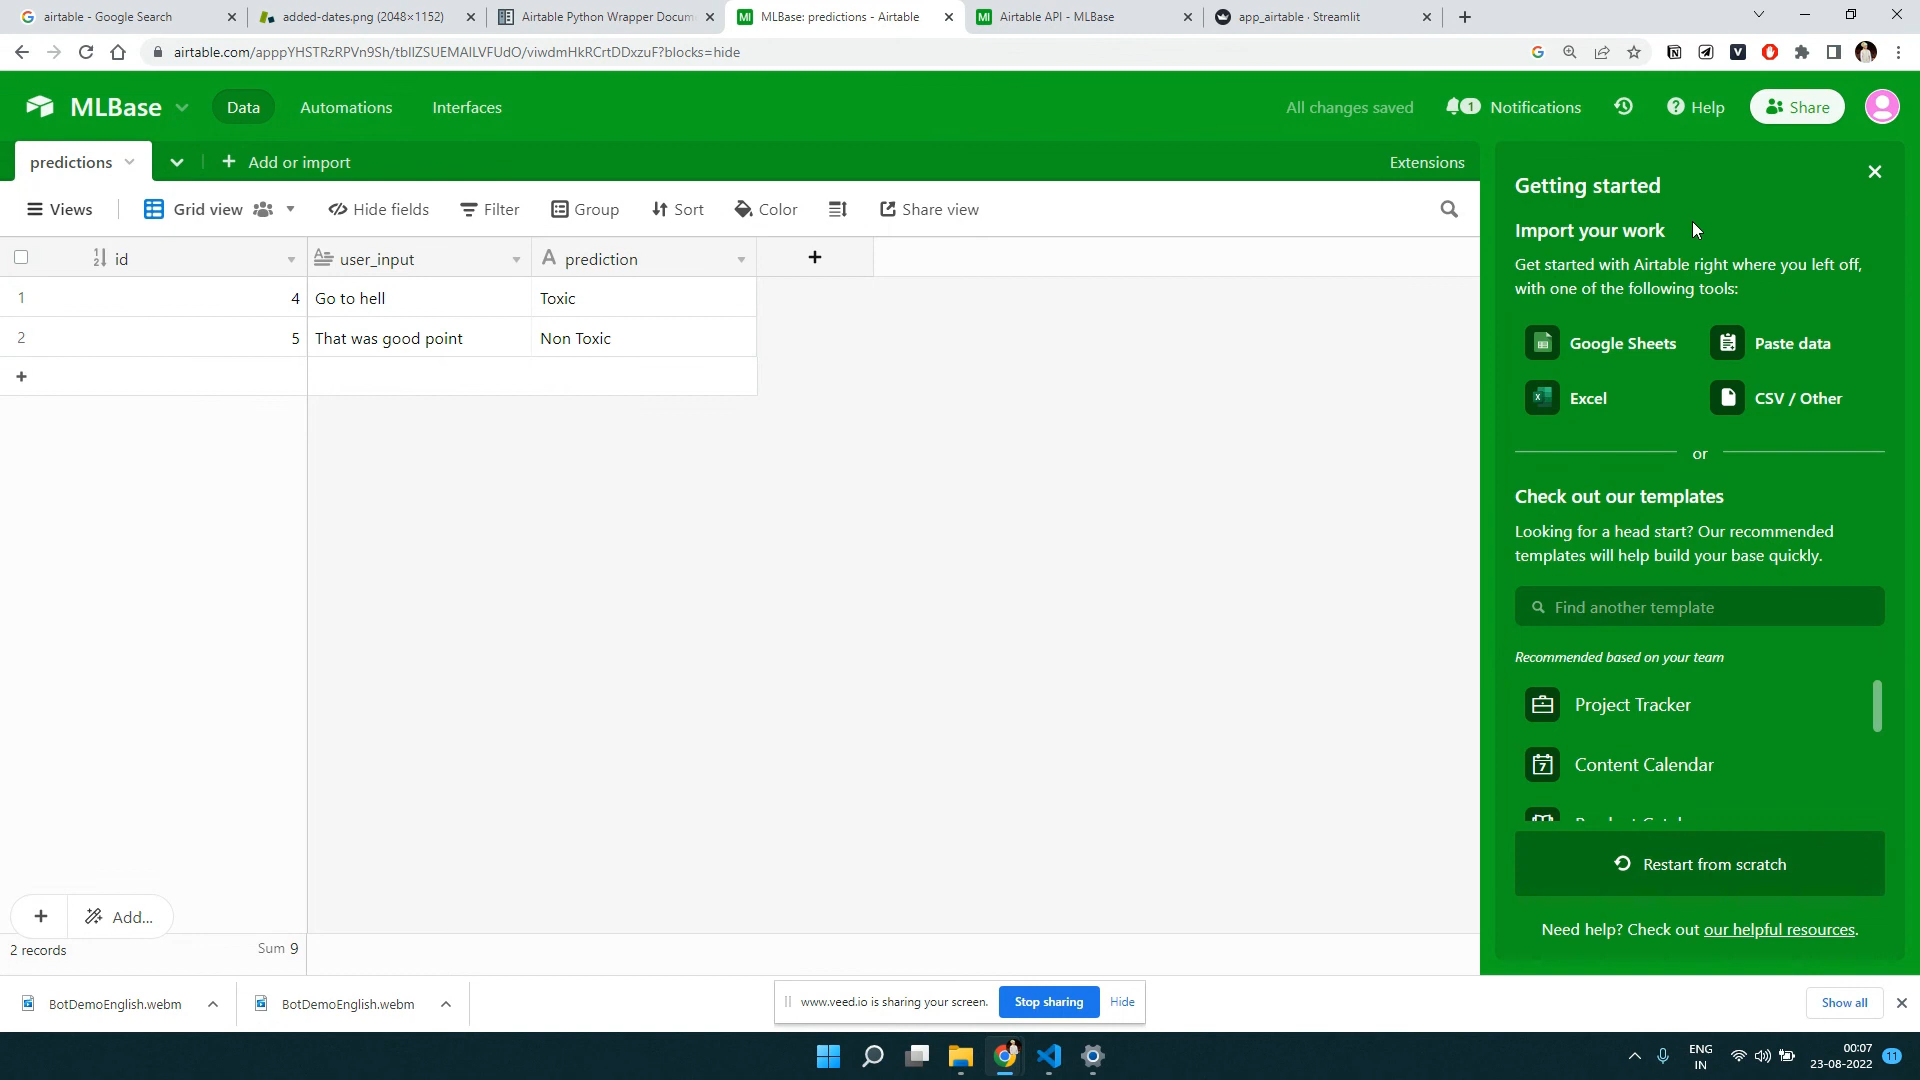 airtable - Google Search
added-dates.png (2048×1152)
Airtable Python Wrapper Docum
MLBase: predictions - Airtable
Airtable API - MLBase
app_airtable · Streamlit
MLBase
Data
Automations
Interfaces
All changes saved
1
Notifications
Help
Share
predictions
Add or import
Extensions
Views
Grid view
Hide fields
Filter
Group
Sort
Color
Share view
id
user_input
prediction
1
4
Go to hell
Toxic
2
5
That was good point
Non Toxic
Getting started
Import your work
Get started with Airtable right where you left off,
with one of the following tools:
Google Sheets
Paste data
Excel
CSV / Other
or
Check out our templates
Looking for a head start? Our recommended
templates will help build your base quickly.
Find another template
Recommended based on your team
Project Tracker
Content Calendar
Restart from scratch
Need help? Check out our helpful resources.
Add...
2 records
Sum 9
BotDemoEnglish.webm
BotDemoEnglish.webm
www.veed.io is sharing your screen.
Stop sharing
Hide
Show all
ENG
IN
00:07
23-08-2022
11